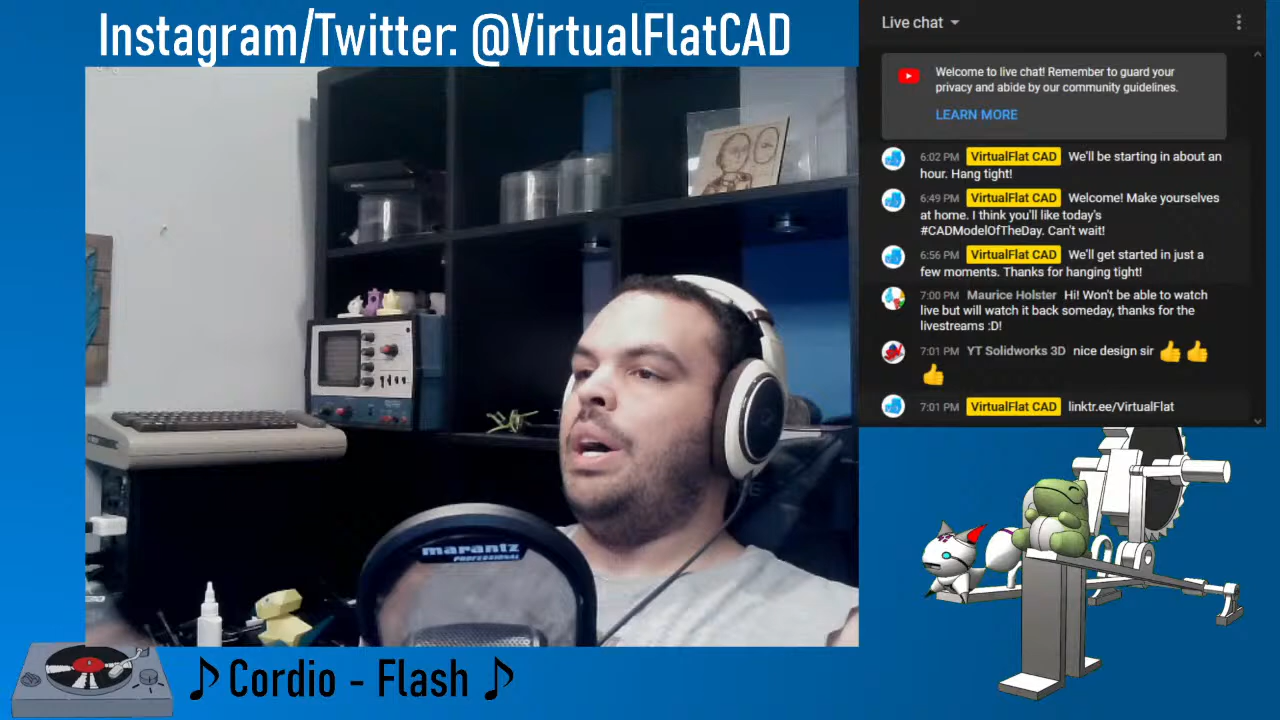 Instagram/Twitter: @VirtualFlatCAD
Live chat
Welcome to live chat! Remember to guard your
privacy and abide by our community guidelines.
LEARN MORE
6:02 PM VirtualFlat CAD We'll be starting in about an
hour. Hang tight!
6:49 PM VirtualFlat CAD Welcome! Make yourselves
at home. I think you'll like today's
#CADModelOfTheDay. Can't wait!
6:56 PM VirtualFlat CAD We'll get started in just a
few moments. Thanks for hanging tight!
7:00 PM Maurice Holster Hi! Won't be able to watch
live but will watch it back someday, thanks for the
livestreams :D!
7:01 PM YT Solidworks 3D nice design sir 👍👍
👍
7:01 PM VirtualFlat CAD linktr.ee/VirtualFlat
marantz
PROFESSIONAL
♪ Cordio - Flash ♪